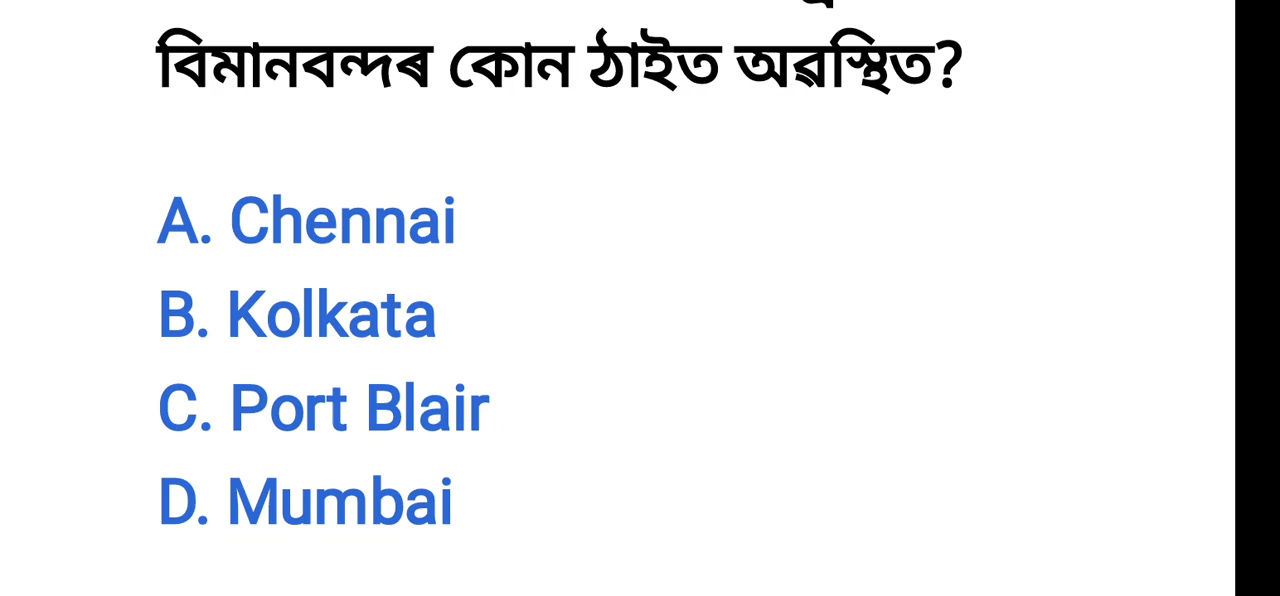 বিমানবন্দৰ কোন ঠাইত অৱস্থিত?
A. Chennai
B. Kolkata
C. Port Blair
D. Mumbai